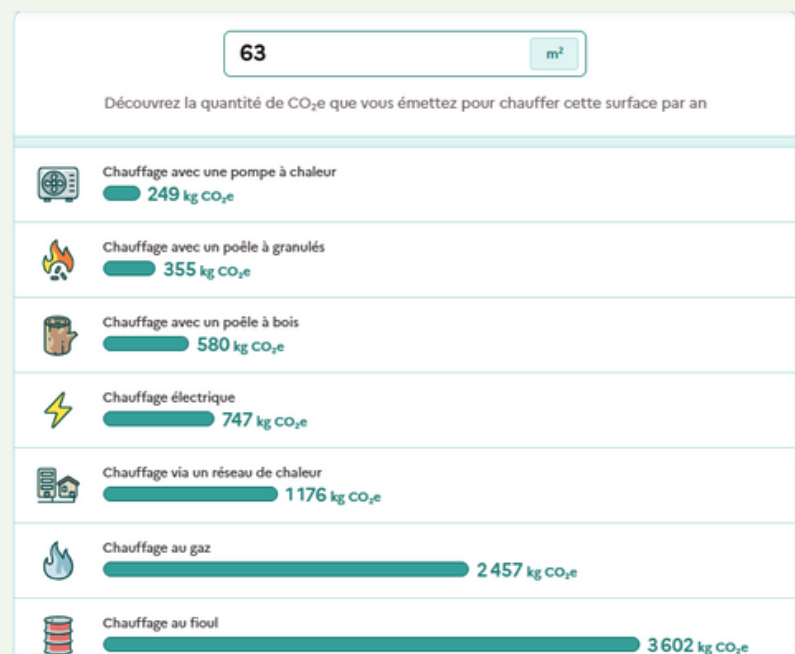 63 m²
Découvrez la quantité de CO₂e que vous émettez pour chauffer cette surface par an
Chauffage avec une pompe à chaleur
249 kg CO₂e
Chauffage avec un poêle à granulés
355 kg CO₂e
Chauffage avec un poêle à bois
580 kg CO₂e
Chauffage électrique
747 kg CO₂e
Chauffage via un réseau de chaleur
1 176 kg CO₂e
Chauffage au gaz
2 457 kg CO₂e
Chauffage au fioul
3 602 kg CO₂e